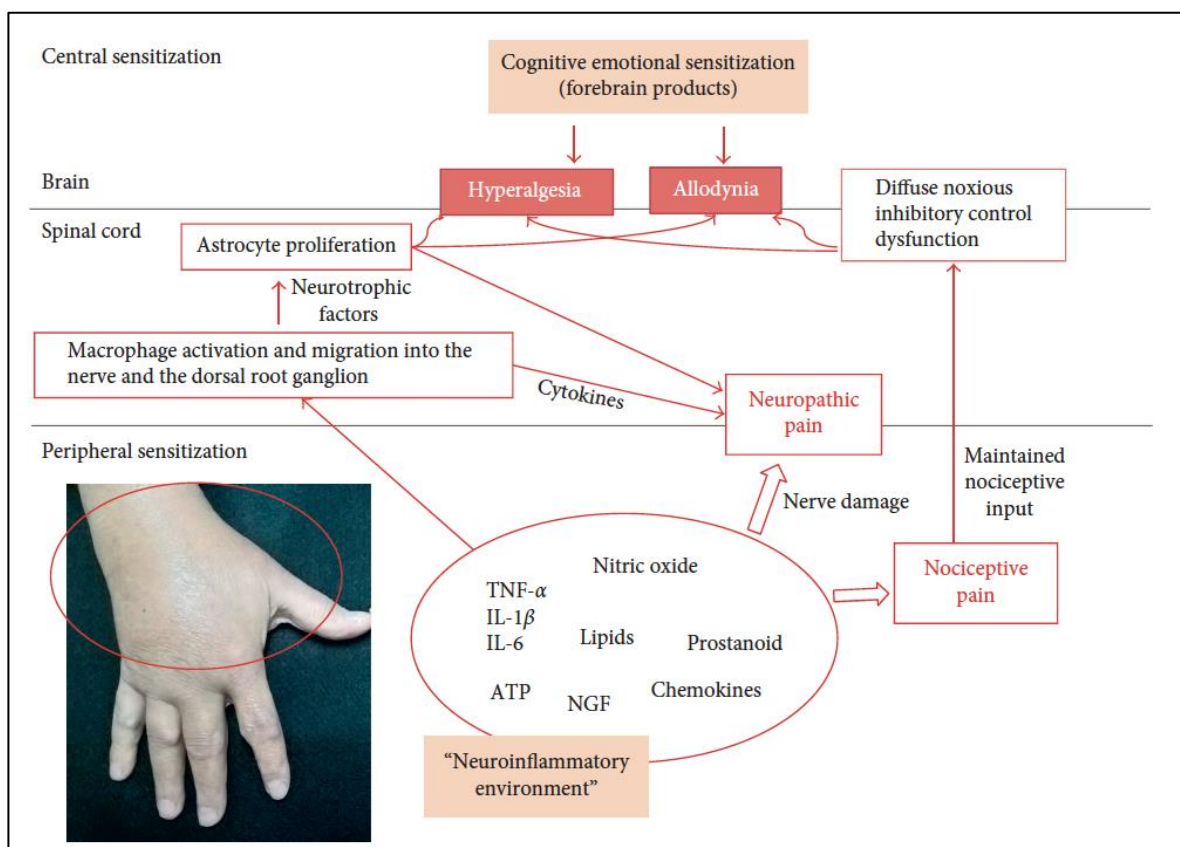 Central sensitization
Cognitive emotional sensitization
(forebrain products)
Brain
Hyperalgesia
Allodynia
Diffuse noxious
inhibitory control
dysfunction
Spinal cord
Astrocyte proliferation
Neurotrophic
factors
Macrophage activation and migration into the
nerve and the dorsal root ganglion
Cytokines
Neuropathic
pain
Peripheral sensitization
Nerve damage
Maintained
nociceptive
input
Nociceptive
pain
Nitric oxide
TNF-α
IL-1β
IL-6
Lipids
Prostanoid
ATP
NGF
Chemokines
“Neuroinflammatory
environment”